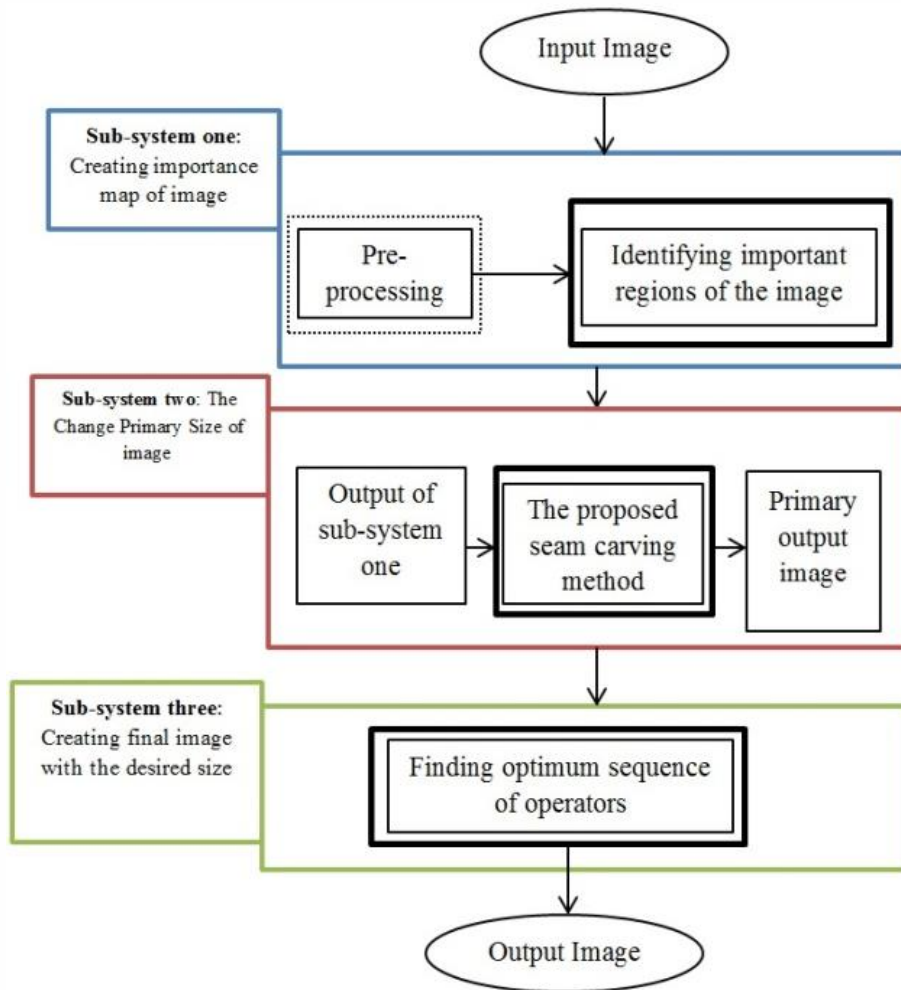 Input Image
Sub-system one:
Creating importance
map of image
Pre-
processing
Identifying important
regions of the image
Sub-system two: The
Change Primary Size of
image
Output of
sub-system
one
The proposed
seam carving
method
Primary
output
image
Sub-system three:
Creating final image
with the desired size
Finding optimum sequence
of operators
Output Image